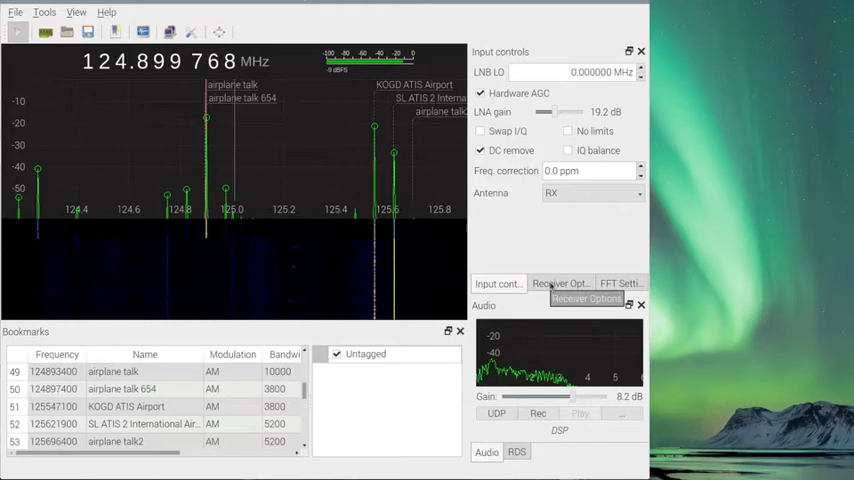 File Tools View Help
124.899 768 MHz
-100 -80 -60 -40 -20 0
-9 dBFS
airplane talk
airplane talk 654
KOGD ATIS Airport
SL ATIS 2 Interna
airplane talk2
-10
-20
-30
-40
-50
124.4 124.6 124.8 125.0 125.2 125.4 125.6 125.8
Input controls
LNB LO 0.000000 MHz
Hardware AGC
LNA gain 19.2 dB
Swap I/Q No limits
DC remove IQ balance
Freq. correction 0.0 ppm
Antenna RX
Input cont... Receiver Opt... FFT Setti...
Receiver Options
Audio
-20
-40
2 3 4 5
Gain: 8.2 dB
UDP Rec Play ...
DSP
Audio RDS
Bookmarks
Frequency Name Modulation Bandwi
49 124893400 airplane talk AM 10000
50 124897400 airplane talk 654 AM 3800
51 125547100 KOGD ATIS Airport AM 3800
52 125621900 SL ATIS 2 International Air... AM 5200
53 125696400 airplane talk2 AM 5200
Untagged